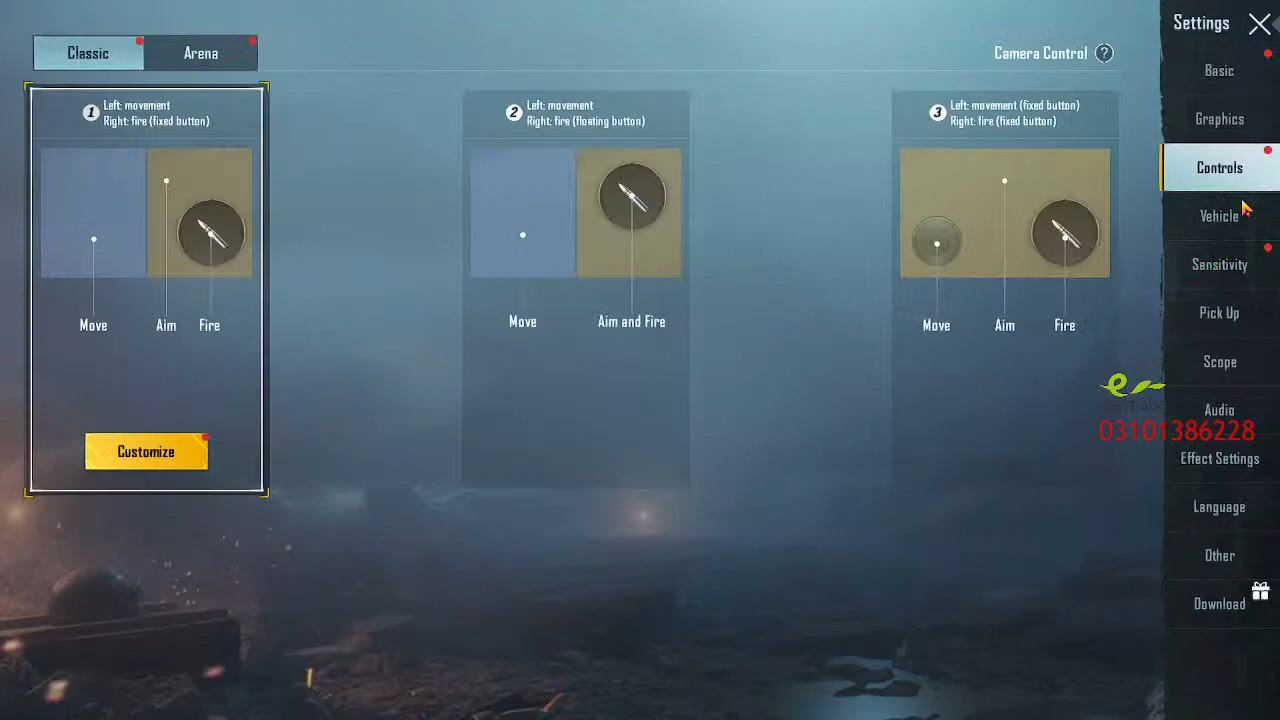 Settings
Classic
Arena
Camera Control ?
Basic
Graphics
Controls
Vehicle
Sensitivity
Pick Up
Scope
Audio
Effect Settings
Language
Other
Download
1
Left: movement
Right: fire (fixed button)
Move
Aim
Fire
Customize
2
Left: movement
Right: fire (floating button)
Move
Aim and Fire
3
Left: movement (fixed button)
Right: fire (fixed button)
Move
Aim
Fire
03101386228